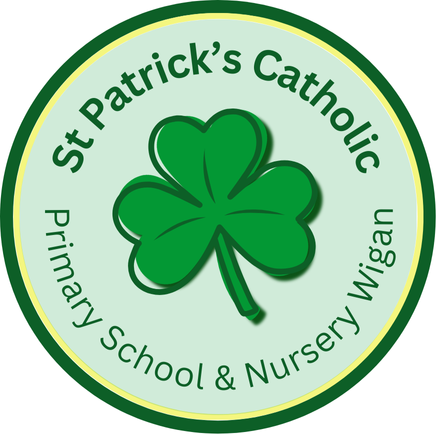 St Patrick’s Catholic
Primary School & Nursery Wigan